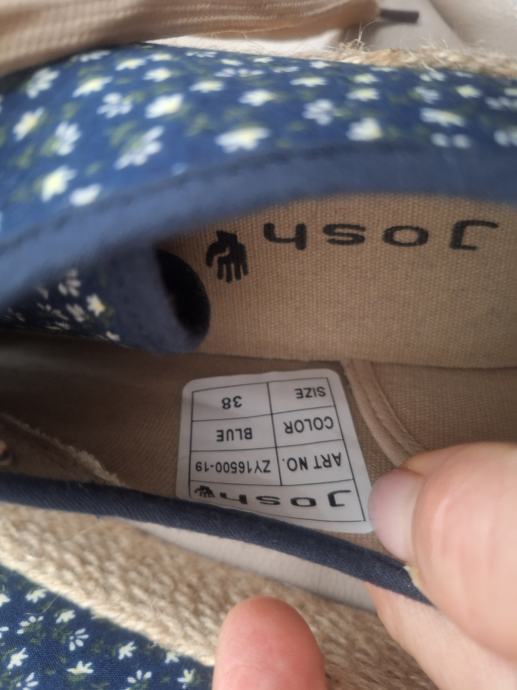 Josh
Josh
ART NO. ZY16500-19
COLOR BLUE
SIZE 38